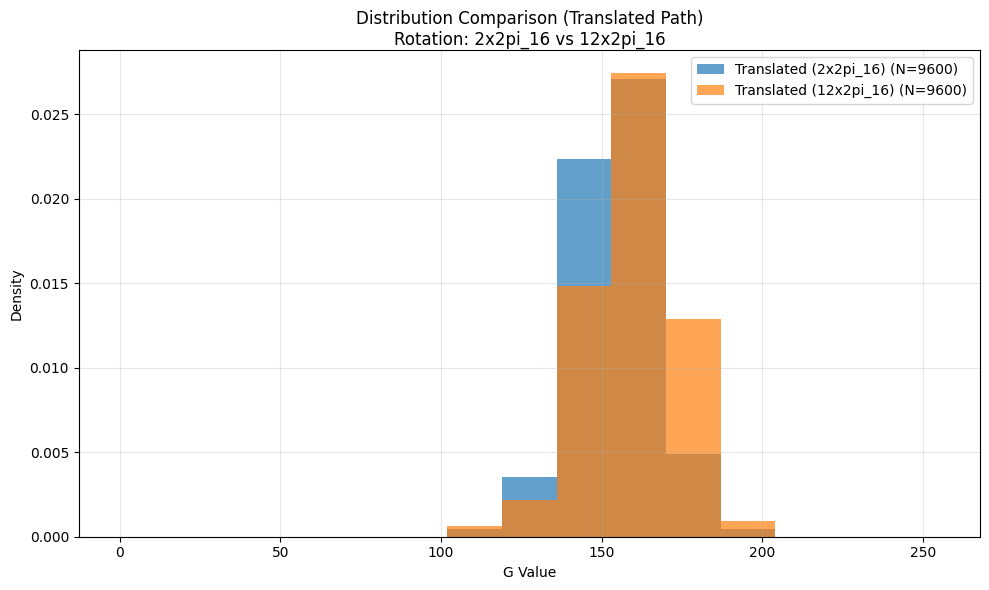 Distribution Comparison (Translated Path)
Rotation: 2x2pi_16 vs 12x2pi_16
Translated (2x2pi_16) (N=9600)
Translated (12x2pi_16) (N=9600)
0.025
0.020
0.015
0.010
0.005
0.000
Density
0 50 100 150 200 250
G Value